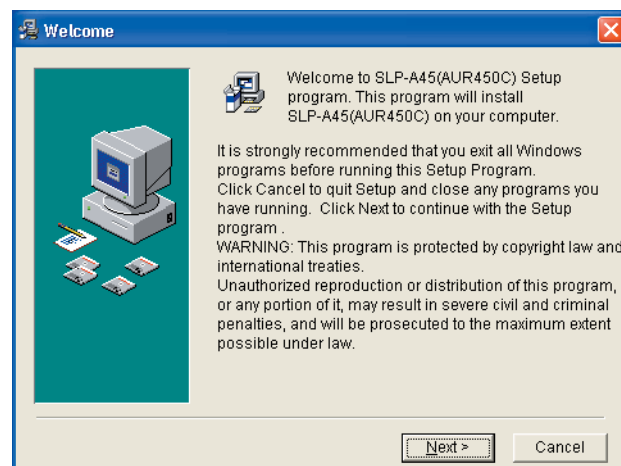 Welcome
Welcome to SLP-A45(AUR450C) Setup
program. This program will install
SLP-A45(AUR450C) on your computer.
It is strongly recommended that you exit all Windows
programs before running this Setup Program.
Click Cancel to quit Setup and close any programs you
have running. Click Next to continue with the Setup
program .
WARNING: This program is protected by copyright law and
international treaties.
Unauthorized reproduction or distribution of this program,
or any portion of it, may result in severe civil and criminal
penalties, and will be prosecuted to the maximum extent
possible under law.
Next >
Cancel